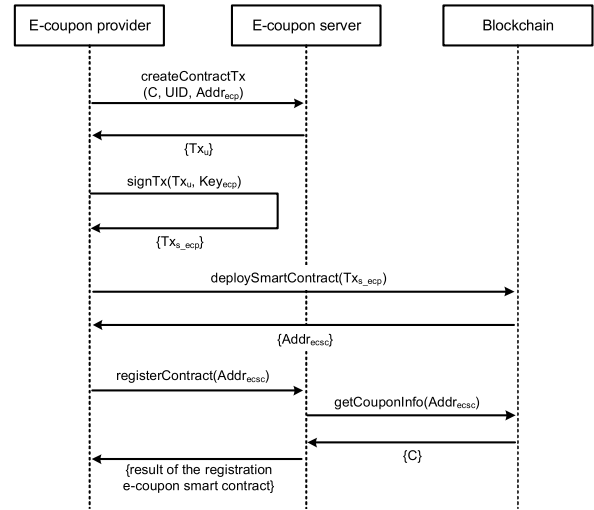 E-coupon provider
E-coupon server
Blockchain
createContractTx
(C, UID, Addrecp)
{Txu}
signTx(Txu, Keyecp)
{Txs_ecp}
deploySmartContract(Txs_ecp)
{Addrecsc}
registerContract(Addrecsc)
getCouponInfo(Addrecsc)
{C}
{result of the registration
e-coupon smart contract}